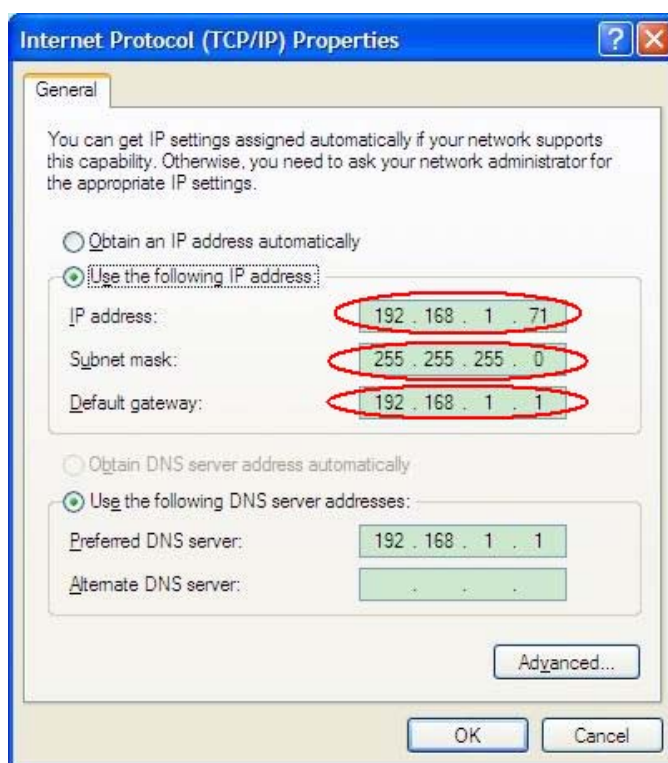 Internet Protocol (TCP/IP) Properties
General
You can get IP settings assigned automatically if your network supports
this capability. Otherwise, you need to ask your network administrator for
the appropriate IP settings.
Obtain an IP address automatically
Use the following IP address:
IP address: 192 . 168 . 1 . 71
Subnet mask: 255 . 255 . 255 . 0
Default gateway: 192 . 168 . 1 . 1
Obtain DNS server address automatically
Use the following DNS server addresses:
Preferred DNS server: 192 . 168 . 1 . 1
Alternate DNS server: . . .
Advanced...
OK Cancel